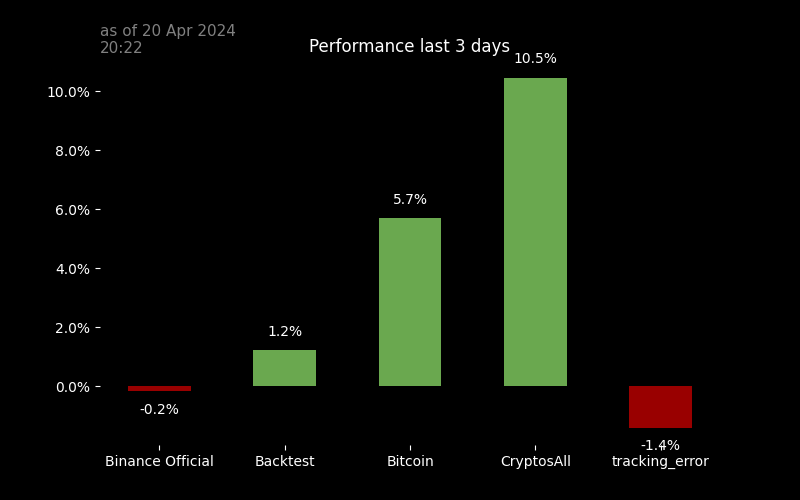 as of 20 Apr 2024
20:22
Performance last 3 days
10.5%
10.0%
8.0%
6.0%
5.7%
4.0%
2.0%
1.2%
0.0%
-0.2%
-1.4%
Binance Official
Backtest
Bitcoin
CryptosAll
tracking_error